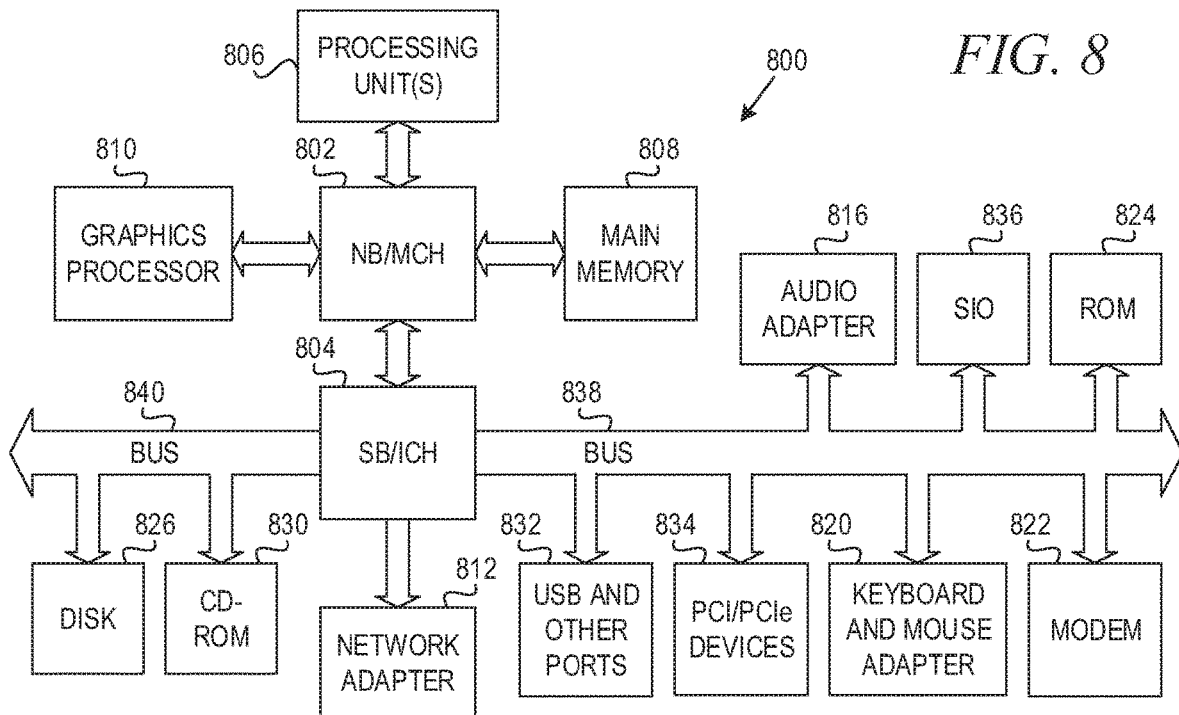 PROCESSING
UNIT(S)
806
800
FIG. 8
810
802
808
GRAPHICS
PROCESSOR
NB/MCH
MAIN
MEMORY
816
836
824
AUDIO
ADAPTER
SIO
ROM
804
840
838
BUS
SB/ICH
BUS
826
830
812
832
834
820
822
DISK
CD-
ROM
NETWORK
ADAPTER
USB AND
OTHER
PORTS
PCI/PCIe
DEVICES
KEYBOARD
AND MOUSE
ADAPTER
MODEM